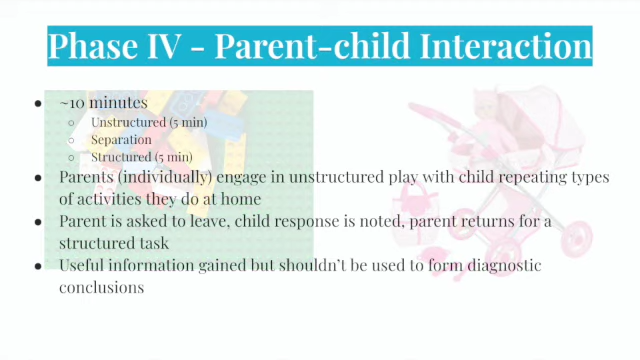 Phase IV - Parent-child Interaction
● ~10 minutes
○ Unstructured (5 min)
○ Separation
○ Structured (5 min)
● Parents (individually) engage in unstructured play with child repeating types
of activities they do at home
● Parent is asked to leave, child response is noted, parent returns for a
structured task
● Useful information gained but shouldn't be used to form diagnostic
conclusions